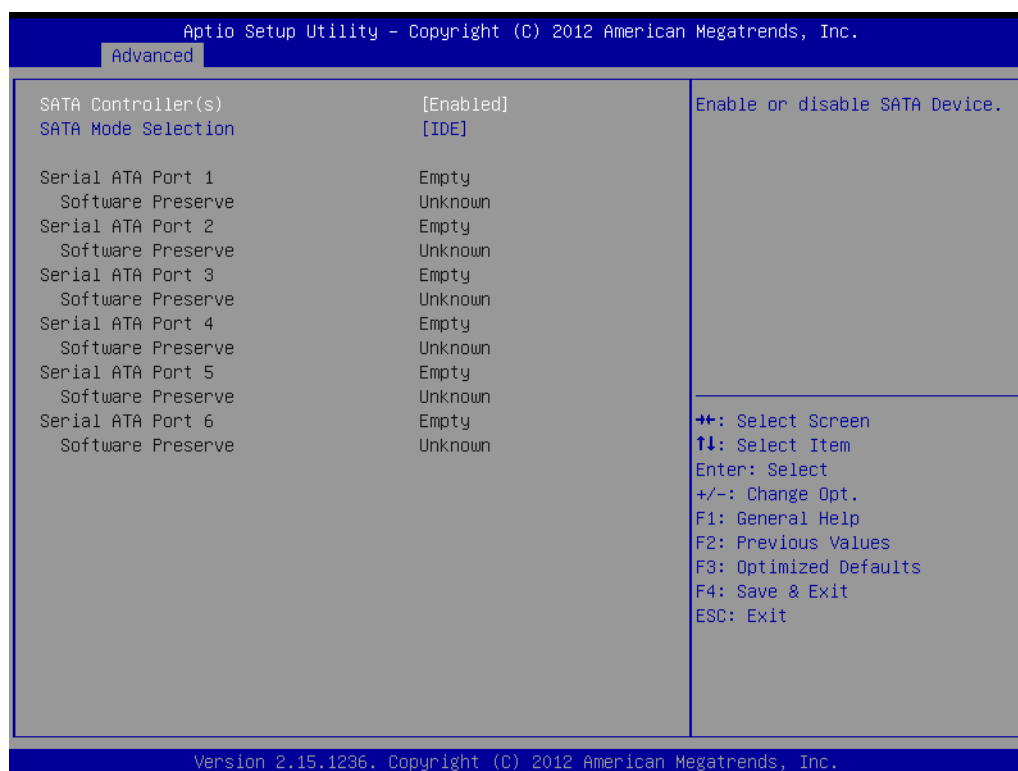 Aptio Setup Utility – Copyright (C) 2012 American Megatrends, Inc.
Advanced
SATA Controller(s) [Enabled]
SATA Mode Selection [IDE]
Serial ATA Port 1 Empty
Software Preserve Unknown
Serial ATA Port 2 Empty
Software Preserve Unknown
Serial ATA Port 3 Empty
Software Preserve Unknown
Serial ATA Port 4 Empty
Software Preserve Unknown
Serial ATA Port 5 Empty
Software Preserve Unknown
Serial ATA Port 6 Empty
Software Preserve Unknown
Enable or disable SATA Device.
→←: Select Screen
↑↓: Select Item
Enter: Select
+/-: Change Opt.
F1: General Help
F2: Previous Values
F3: Optimized Defaults
F4: Save & Exit
ESC: Exit
Version 2.15.1236. Copyright (C) 2012 American Megatrends, Inc.